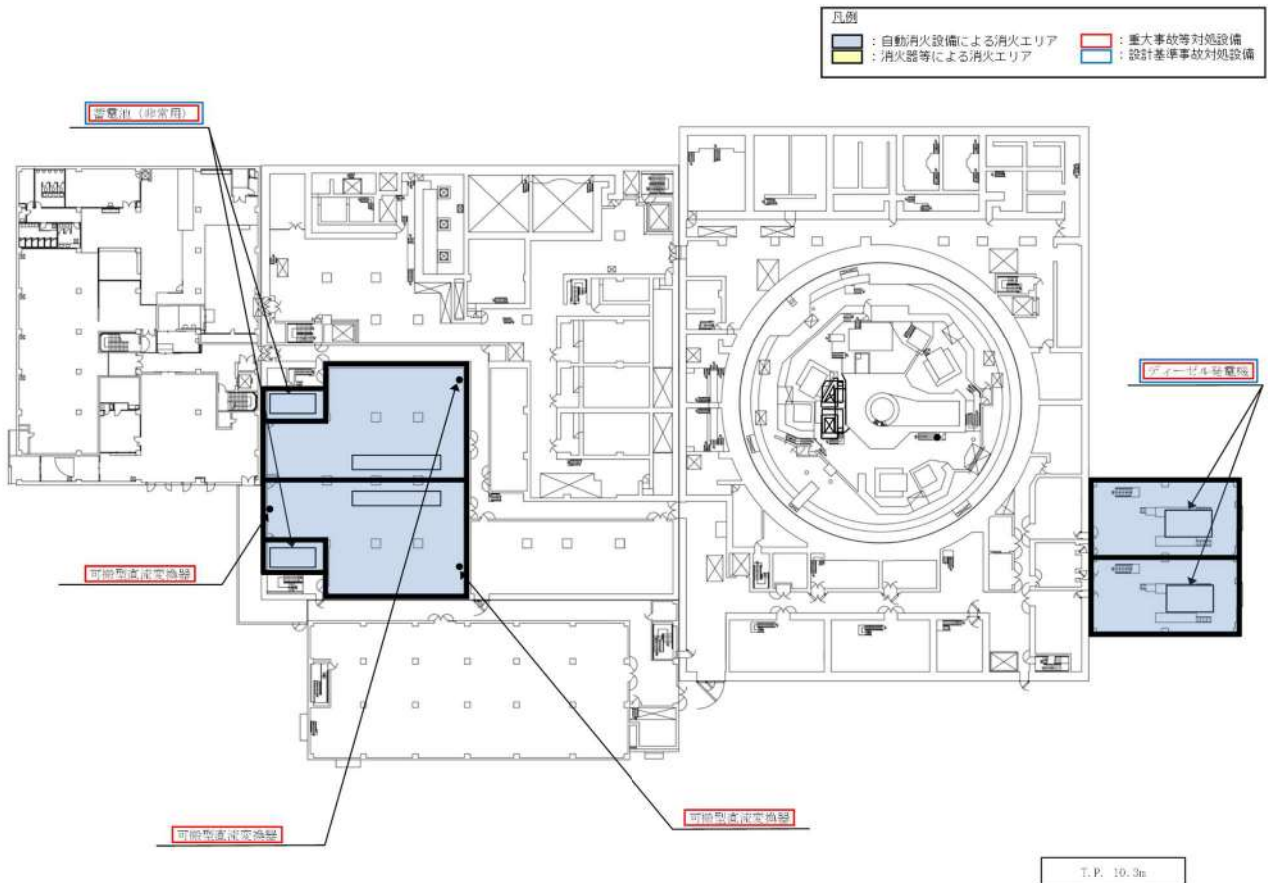 凡例
：自動消火設備による消火エリア
：消火器等による消火エリア
：重大事故等対処設備
：設計基準事故対処設備
蓄電池（非常用）
ディーゼル発電機
可搬型直流変換器
可搬型直流変換器
可搬型直流変換器
T.P. 10.3m